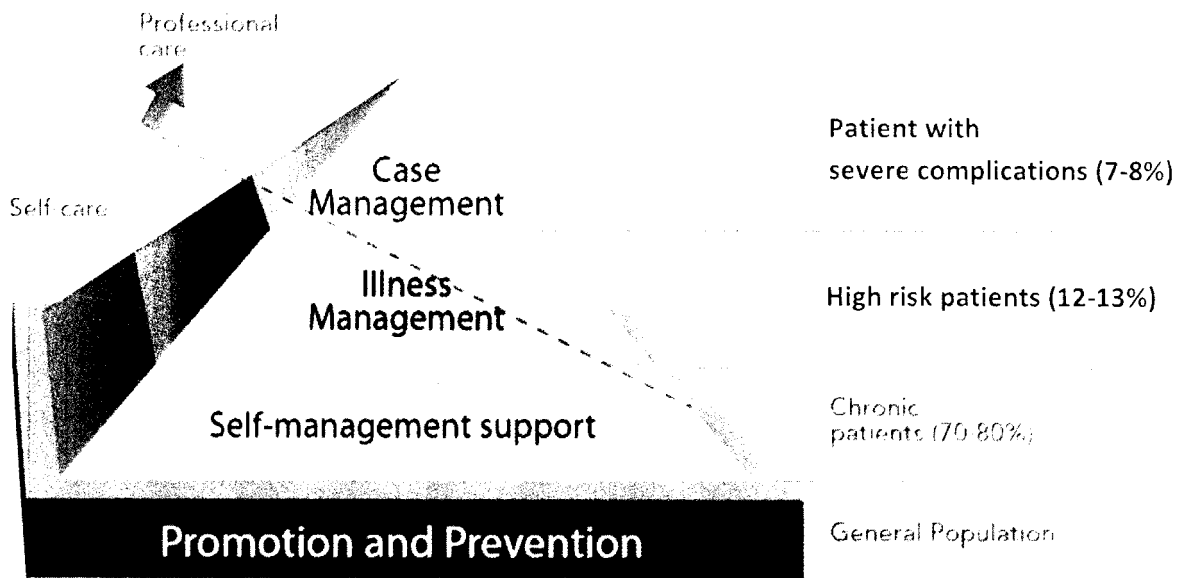 Professional
care
Self-care
Case
Management
Illness
Management
Self-management support
Promotion and Prevention
Patient with
severe complications (7-8%)
High risk patients (12-13%)
Chronic
patients (70-80%)
General Population